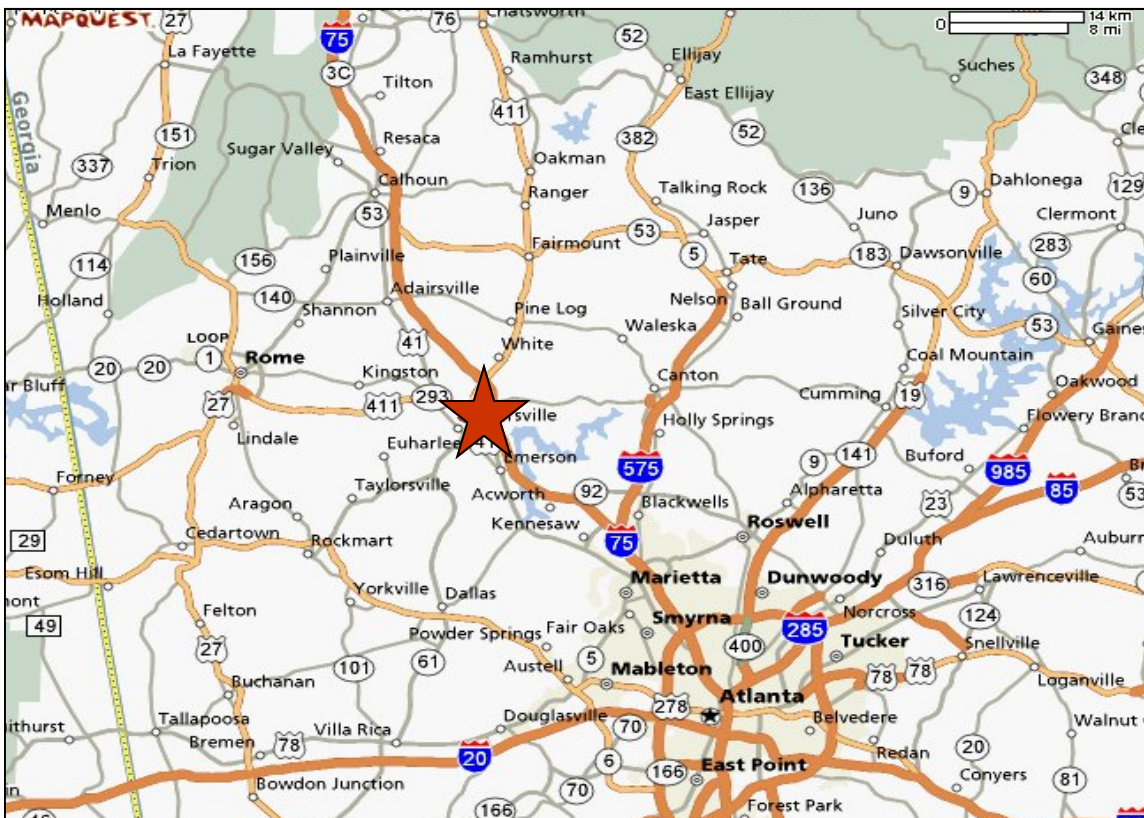 MAPQUEST.
27
76
Chatsworth
0
14 km
8 mi
75
La Fayette
3C
Tilton
Ramhurst
52
Ellijay
Suches
348
East Ellijay
Georgia
411
151
Resaca
382
52
337
Trion
Sugar Valley
Oakman
Calhoun
Ranger
Talking Rock
136
9
Dahlonega
129
Menlo
53
53
Jasper
Juno
Clermont
Fairmount
5
183
Dawsonville
283
114
156
Plainville
Tate
60
Holland
140
Adairsville
Nelson
Ball Ground
Shannon
Pine Log
Silver City
53
LOOP
1
Rome
41
White
Waleska
Coal Mountain
20
20
Kingston
Canton
Oakwood
27
411
293
Cumming
19
Lindale
Holly Springs
Euharlee
41
Emerson
575
9
141
Buford
985
85
Forney
Taylorsville
Acworth
92
Alpharetta
23
53
Aragon
Blackwells
Kennesaw
Roswell
29
Cedartown
Rockmart
75
Duluth
Esom Hill
Marietta
Dunwoody
316
Lawrenceville
Yorkville
Dallas
49
Felton
Smyrna
285
Norcross
124
Powder Springs
Fair Oaks
400
Tucker
Snellville
27
101
61
Austell
5
Mableton
78
78
Loganville
Buchanan
Atlanta
278
Tallapoosa
Villa Rica
Douglasville
70
Belvedere
Bremen
78
20
Redan
20
6
166
East Point
Conyers
81
Bowdon Junction
70
166
Forest Park